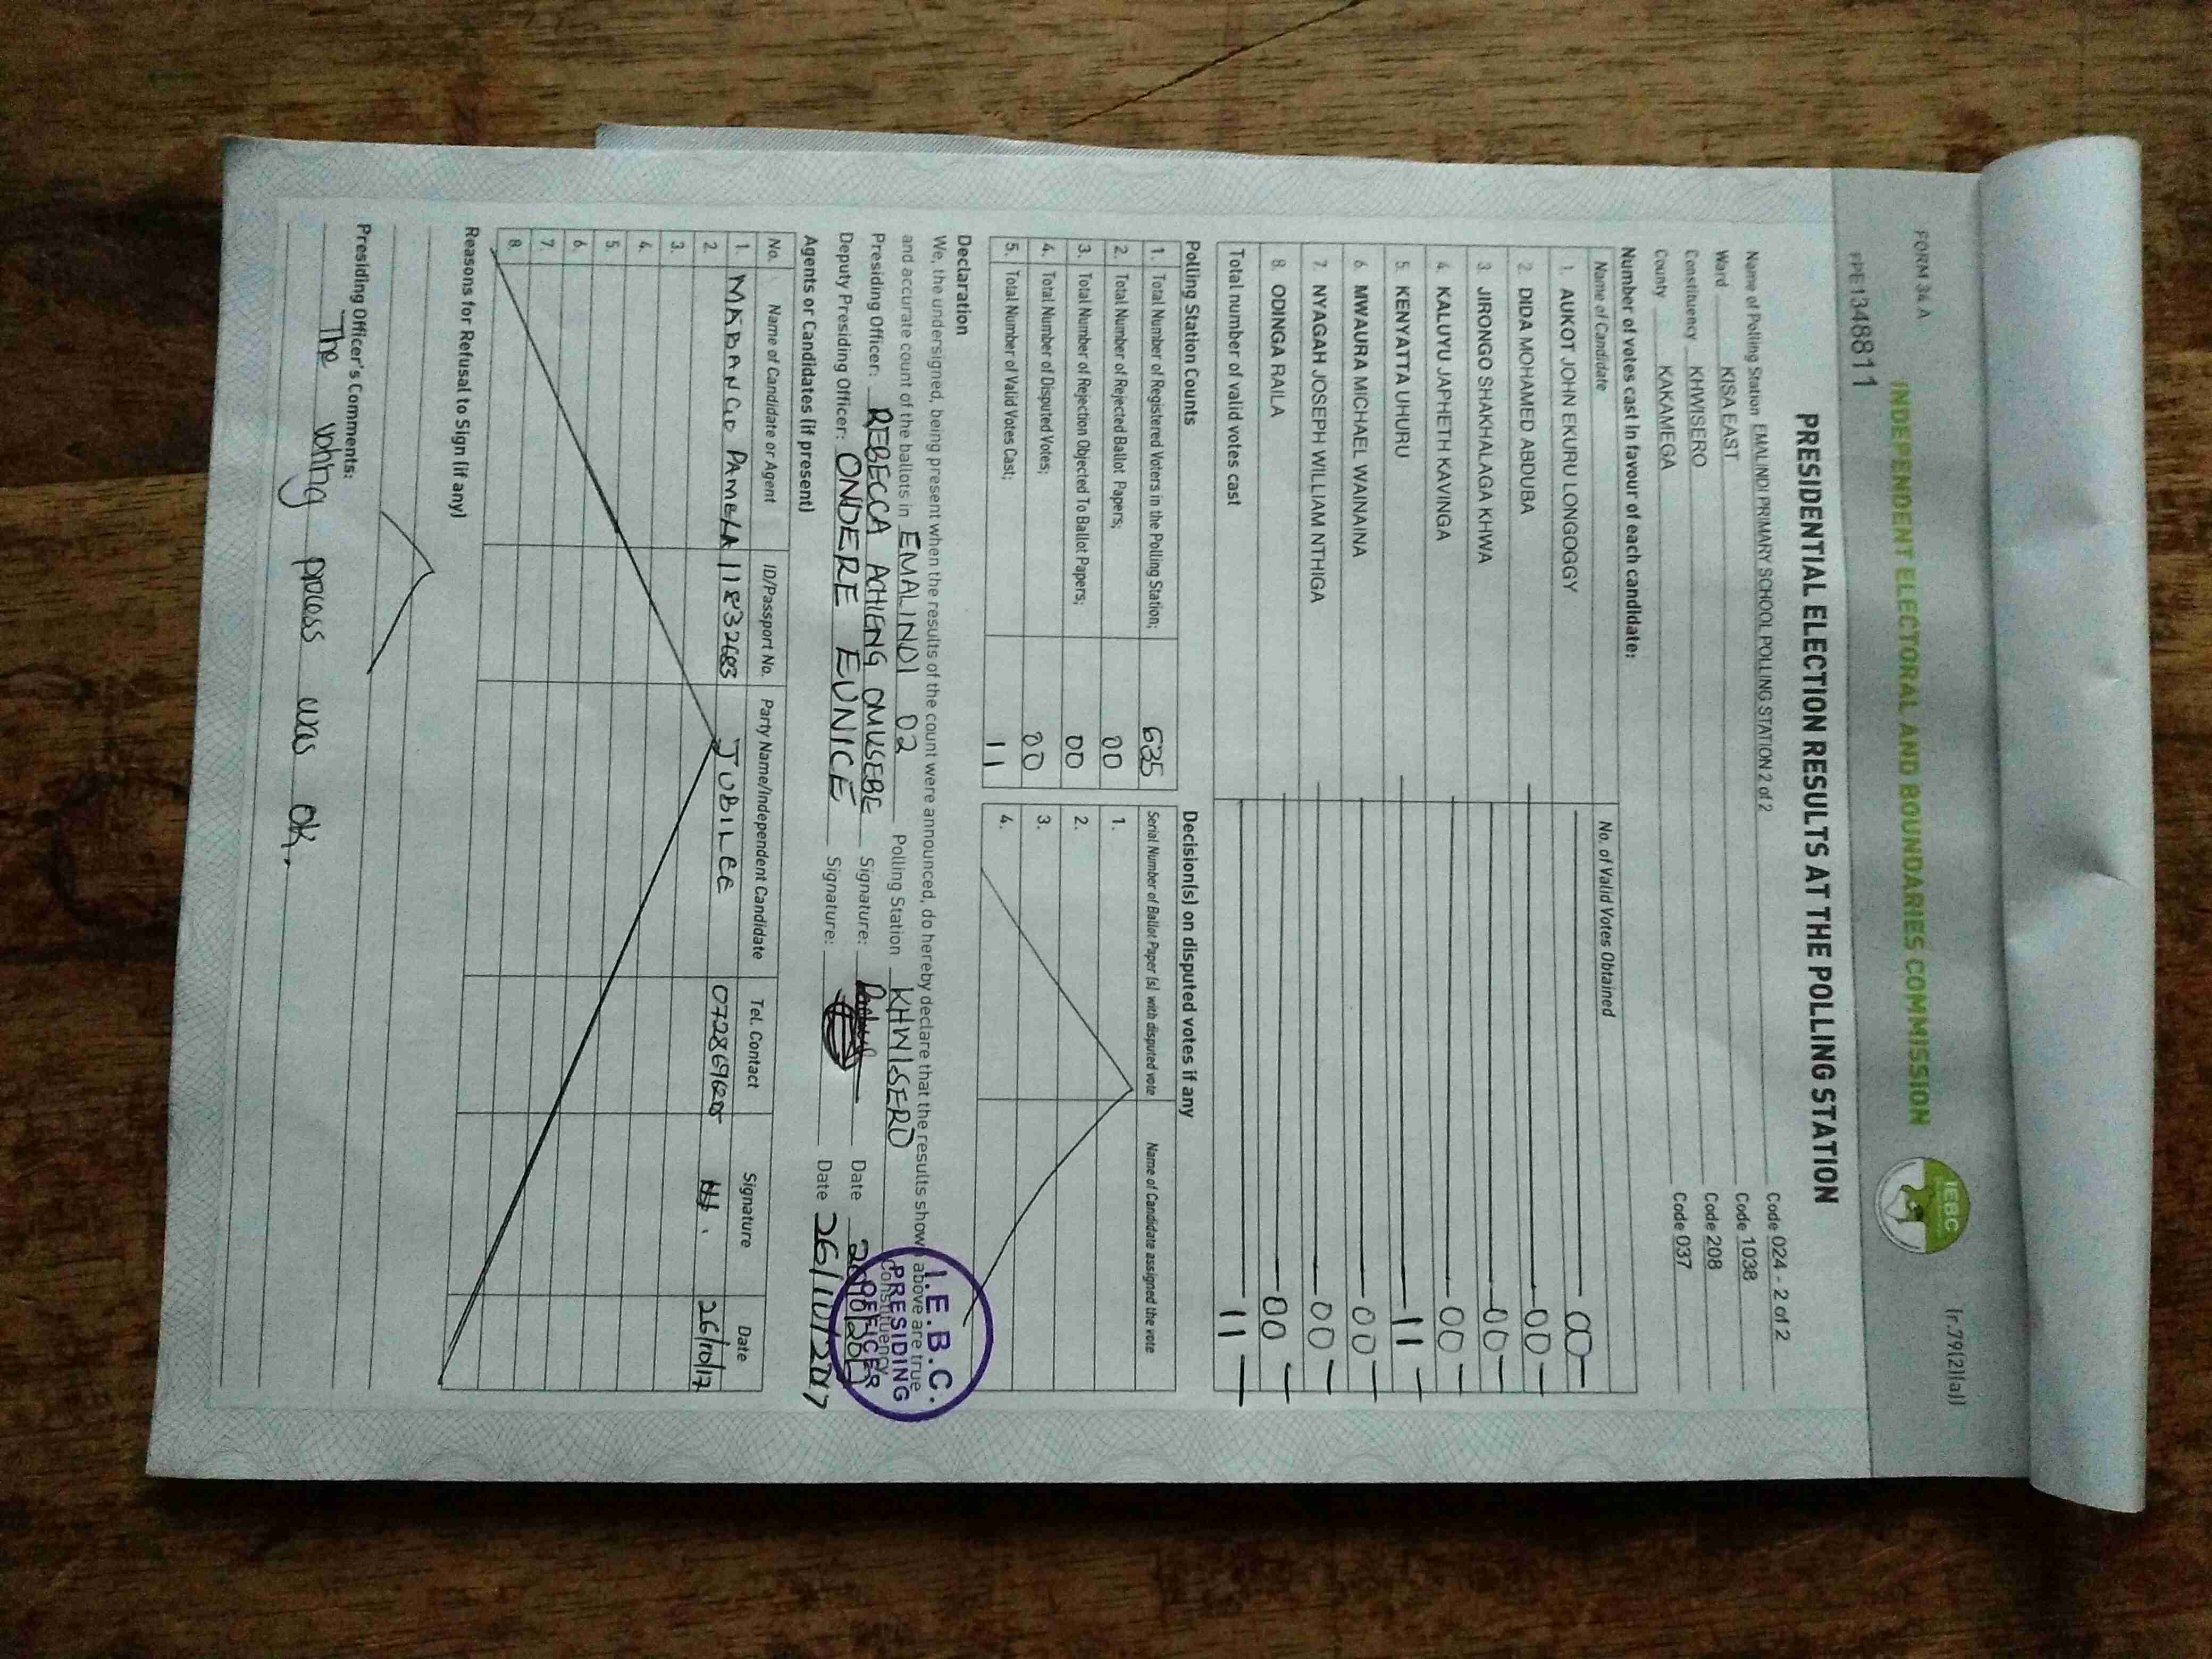 FORM 34 A
(r.79(2)(a))
INDEPENDENT ELECTORAL AND BOUNDARIES COMMISSION
IEBC
PPE1348811
PRESIDENTIAL ELECTION RESULTS AT THE POLLING STATION
Name of Polling Station EMALINDI PRIMARY SCHOOL POLLING STATION 2 of 2 Code 024 - 2 of 2
Ward KISA EAST Code 1038
Constituency KHWISERO Code 208
County KAKAMEGA Code 037
Number of votes cast in favour of each candidate:
Name of Candidate No. of Valid Votes Obtained
1. AUKOT JOHN EKURU LONGOGGY 00
2. DIDA MOHAMED ABDUBA 00
3. JIRONGO SHAKHALAGA KHWA 00
4. KALUYU JAPHETH KAVINGA 00
5. KENYATTA UHURU 11
6. MWAURA MICHAEL WAINAINA 00
7. NYAGAH JOSEPH WILLIAM NTHIGA 00
8. ODINGA RAILA 00
Total number of valid votes cast 11
Polling Station Counts
1. Total Number of Registered Voters in the Polling Station; 635
2. Total Number of Rejected Ballot Papers; 00
3. Total Number of Rejection Objected To Ballot Papers; 00
4. Total Number of Disputed Votes; 00
5. Total Number of Valid Votes Cast; 11
Decision(s) on disputed votes if any
Serial Number of Ballot Paper (s) with disputed vote Name of Candidate assigned the vote
1.
2.
3.
4.
Declaration
We, the undersigned, being present when the results of the count were announced, do hereby declare that the results shown above are true
and accurate count of the ballots in EMALINDI 02 Polling Station KHWISERO Constituency
Presiding Officer: REBECCA ACHIENG OMUSEBE Signature: Date
Deputy Presiding Officer: ONDERE EUNICE Signature: Date 26/10/2017
I.E.B.C.
PRESIDING
OFFICER
Agents or Candidates (if present)
No. Name of Candidate or Agent ID/Passport No. Party Name/Independent Candidate Tel. Contact Signature Date
1. MABANGO PAMELA 11832683 JUBILEE 26/10/17
2.
3.
4.
5.
6.
7.
8.
Reasons for Refusal to Sign (if any)
Presiding Officer's Comments:
The voting process was OK.